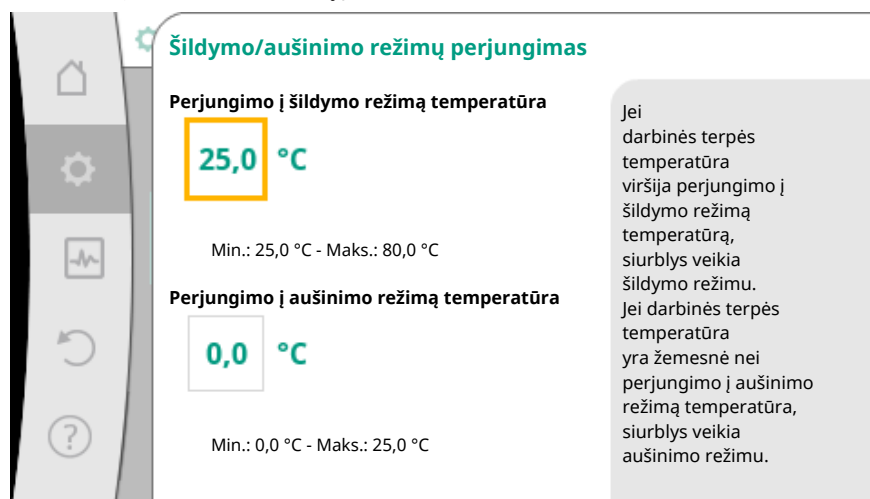 Šildymo/aušinimo režimų perjungimas
Perjungimo į šildymo režimą temperatūra
25,0 °C
Min.: 25,0 °C - Maks.: 80,0 °C
Perjungimo į aušinimo režimą temperatūra
0,0 °C
Min.: 0,0 °C - Maks.: 25,0 °C
Jei
darbinės terpės
temperatūra
viršija perjungimo į
šildymo režimą
temperatūrą,
siurblys veikia
šildymo režimu.
Jei darbinės terpės
temperatūra
yra žemesnė nei
perjungimo į aušinimo
režimą temperatūra,
siurblys veikia
aušinimo režimu.
?